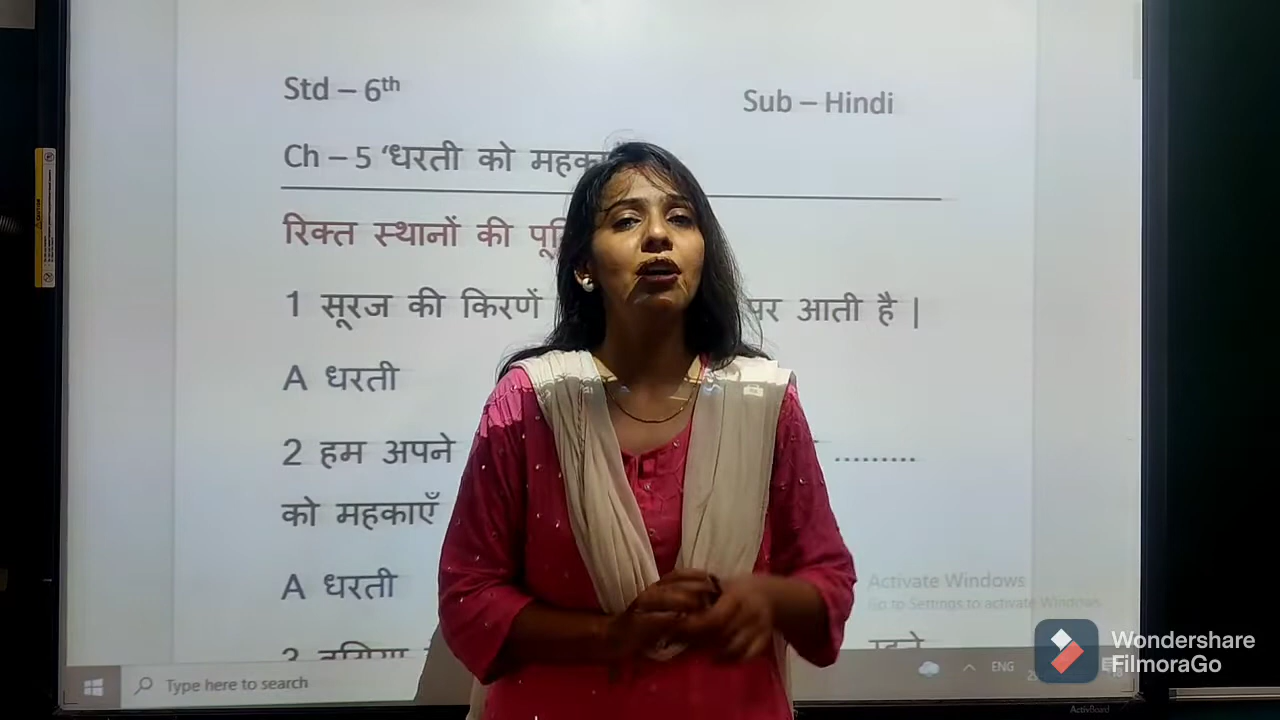 Std – 6th
Sub – Hindi
Ch – 5 ‘धरती को
रिक्त स्थानों की
1 सूरज की किरणें
पर आती है |
A धरती
2 हम अपने
.........
को महकाएँ
A धरती
Activate Windows
Go to Settings to activate Windows.
Type here to search
ENG
Wondershare
FilmoraGo
ActivBoard